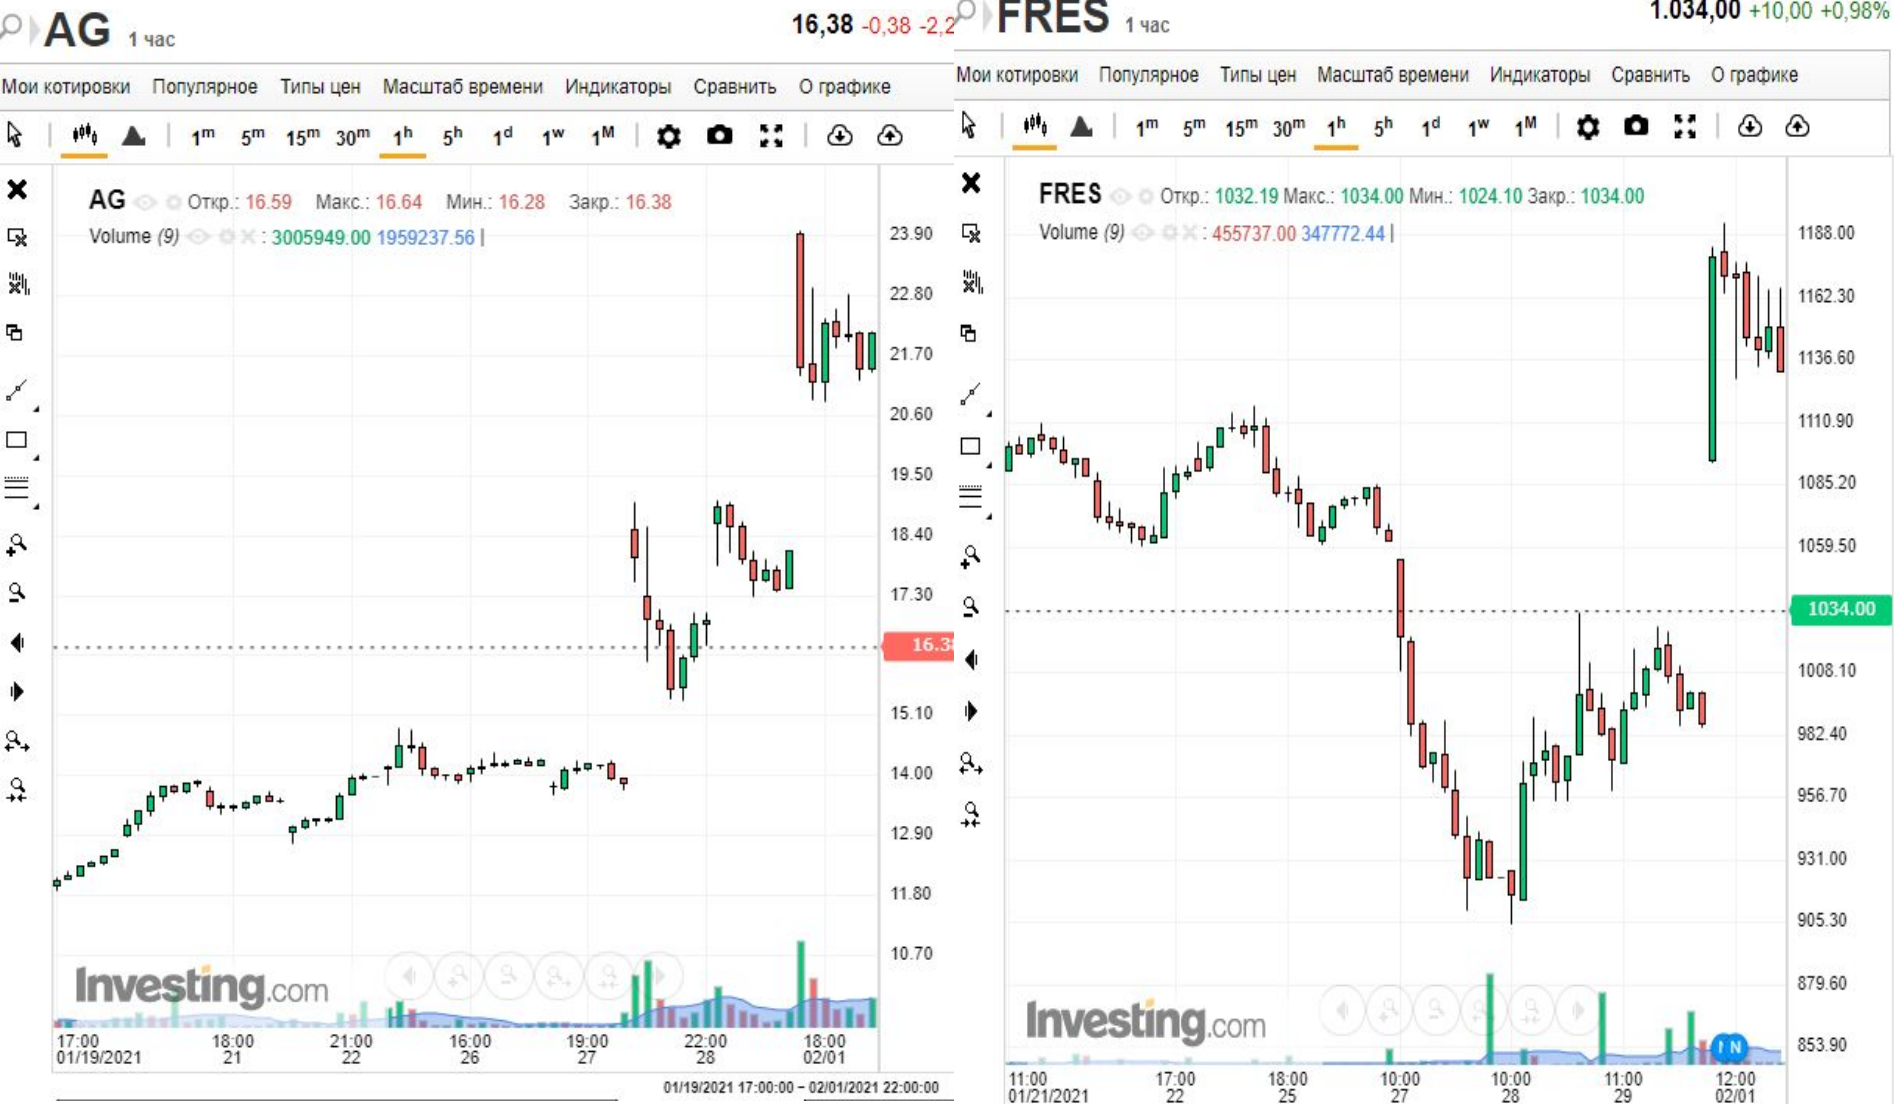 AG 1 час
16,38 -0,38 -2,2
Мои котировки Популярное Типы цен Масштаб времени Индикаторы Сравнить О графике
1m 5m 15m 30m 1h 5h 1d 1w 1M
AG Откр.: 16.59 Макс.: 16.64 Мин.: 16.28 Закр.: 16.38
Volume (9) : 3005949.00 1959237.56
23.90
22.80
21.70
20.60
19.50
18.40
17.30
16.38
15.10
14.00
12.90
11.80
10.70
Investing.com
17:00 18:00 21:00 16:00 19:00 22:00 18:00
01/19/2021 21 22 26 27 28 02/01
01/19/2021 17:00:00 - 02/01/2021 22:00:00
FRES 1 час
1.034,00 +10,00 +0,98%
Мои котировки Популярное Типы цен Масштаб времени Индикаторы Сравнить О графике
1m 5m 15m 30m 1h 5h 1d 1w 1M
FRES Откр.: 1032.19 Макс.: 1034.00 Мин.: 1024.10 Закр.: 1034.00
Volume (9) : 455737.00 347772.44
1188.00
1162.30
1136.60
1110.90
1085.20
1059.50
1034.00
1008.10
982.40
956.70
931.00
905.30
879.60
853.90
Investing.com
N
11:00 17:00 18:00 10:00 10:00 11:00 12:00
01/21/2021 22 25 27 28 29 02/01